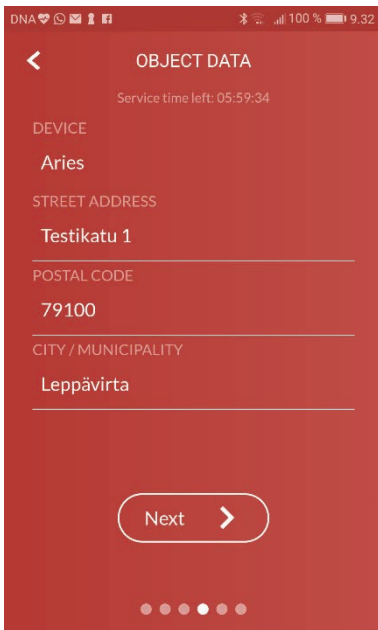 DNA 100 % 9.32
OBJECT DATA
Service time left: 05:59:34
DEVICE
Aries
STREET ADDRESS
Testikatu 1
POSTAL CODE
79100
CITY / MUNICIPALITY
Leppävirta
Next